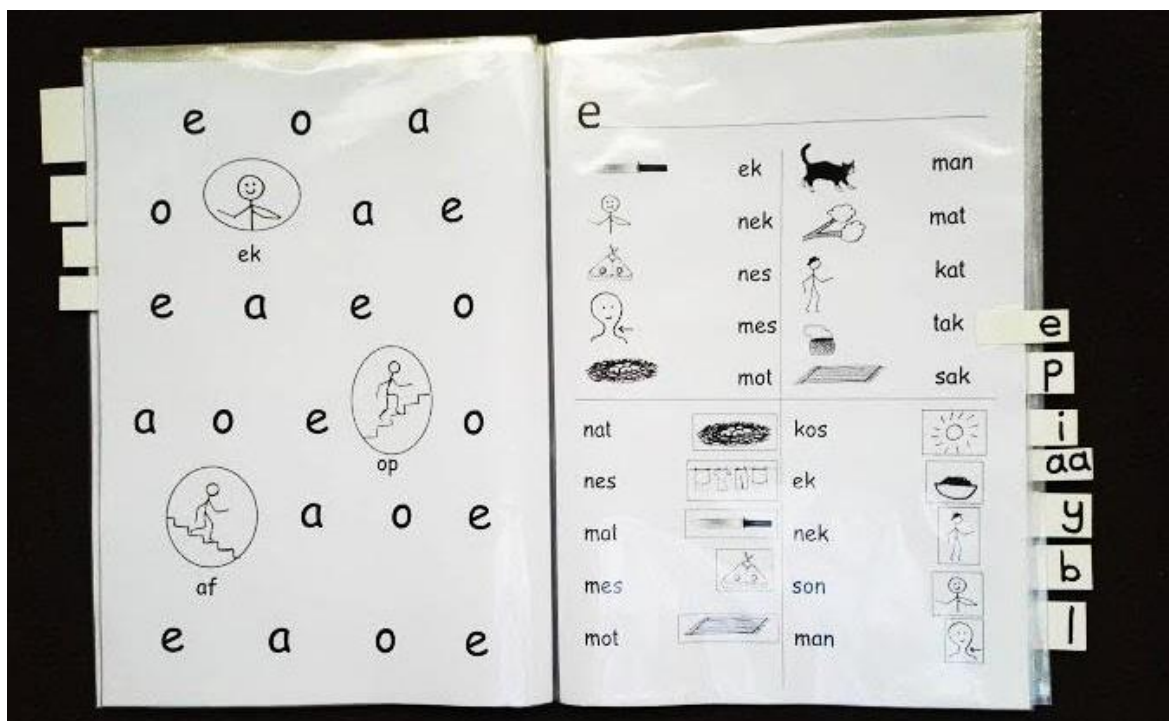 e o a
o a e
ek
e a e o
a o e o
op
a o e
af
e a o e
e
ek
nek
nes
mes
mot
man
mat
kat
tak
sak
nat
nes
mat
mes
mot
kos
ek
nek
son
man
e
p
i
aa
y
b
l